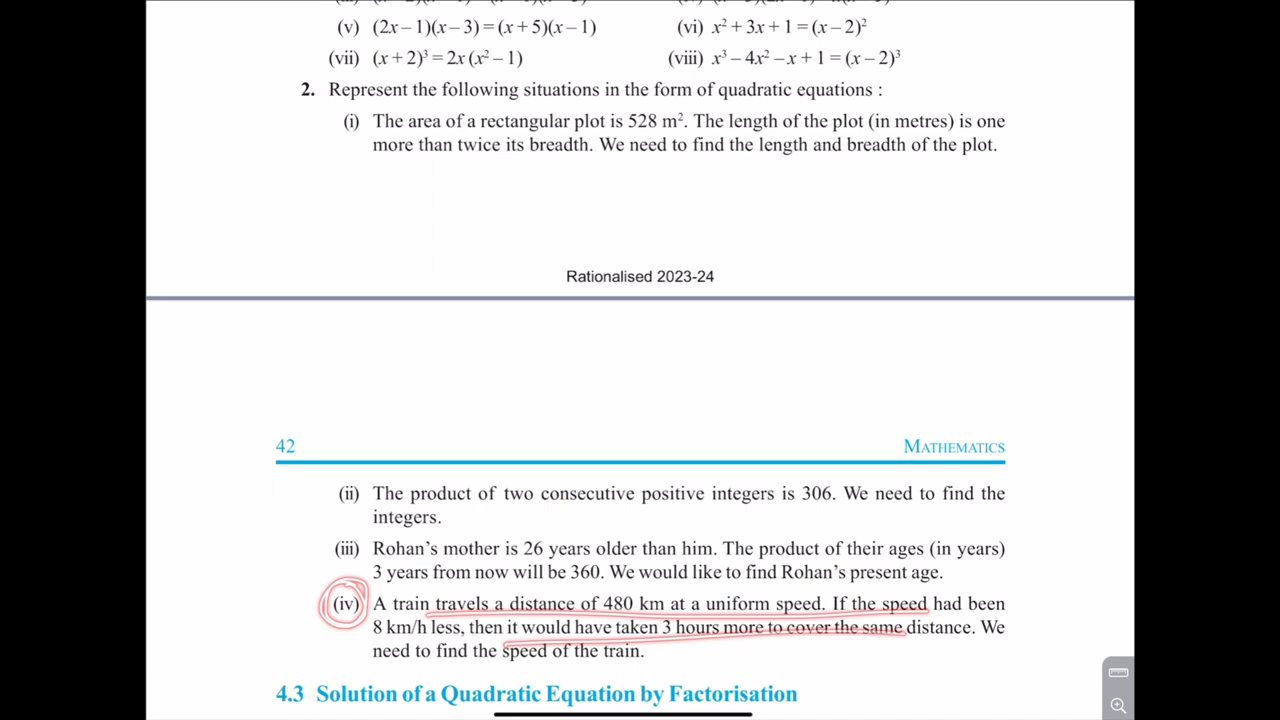 (v) (2x – 1)(x – 3) = (x + 5)(x – 1) (vi) x² + 3x + 1 = (x – 2)²
(vii) (x + 2)³ = 2x (x² – 1) (viii) x³ – 4x² – x + 1 = (x – 2)³
2. Represent the following situations in the form of quadratic equations :
(i) The area of a rectangular plot is 528 m². The length of the plot (in metres) is one
more than twice its breadth. We need to find the length and breadth of the plot.
Rationalised 2023-24
42 MATHEMATICS
(ii) The product of two consecutive positive integers is 306. We need to find the
integers.
(iii) Rohan’s mother is 26 years older than him. The product of their ages (in years)
3 years from now will be 360. We would like to find Rohan’s present age.
(iv) A train travels a distance of 480 km at a uniform speed. If the speed had been
8 km/h less, then it would have taken 3 hours more to cover the same distance. We
need to find the speed of the train.
4.3 Solution of a Quadratic Equation by Factorisation